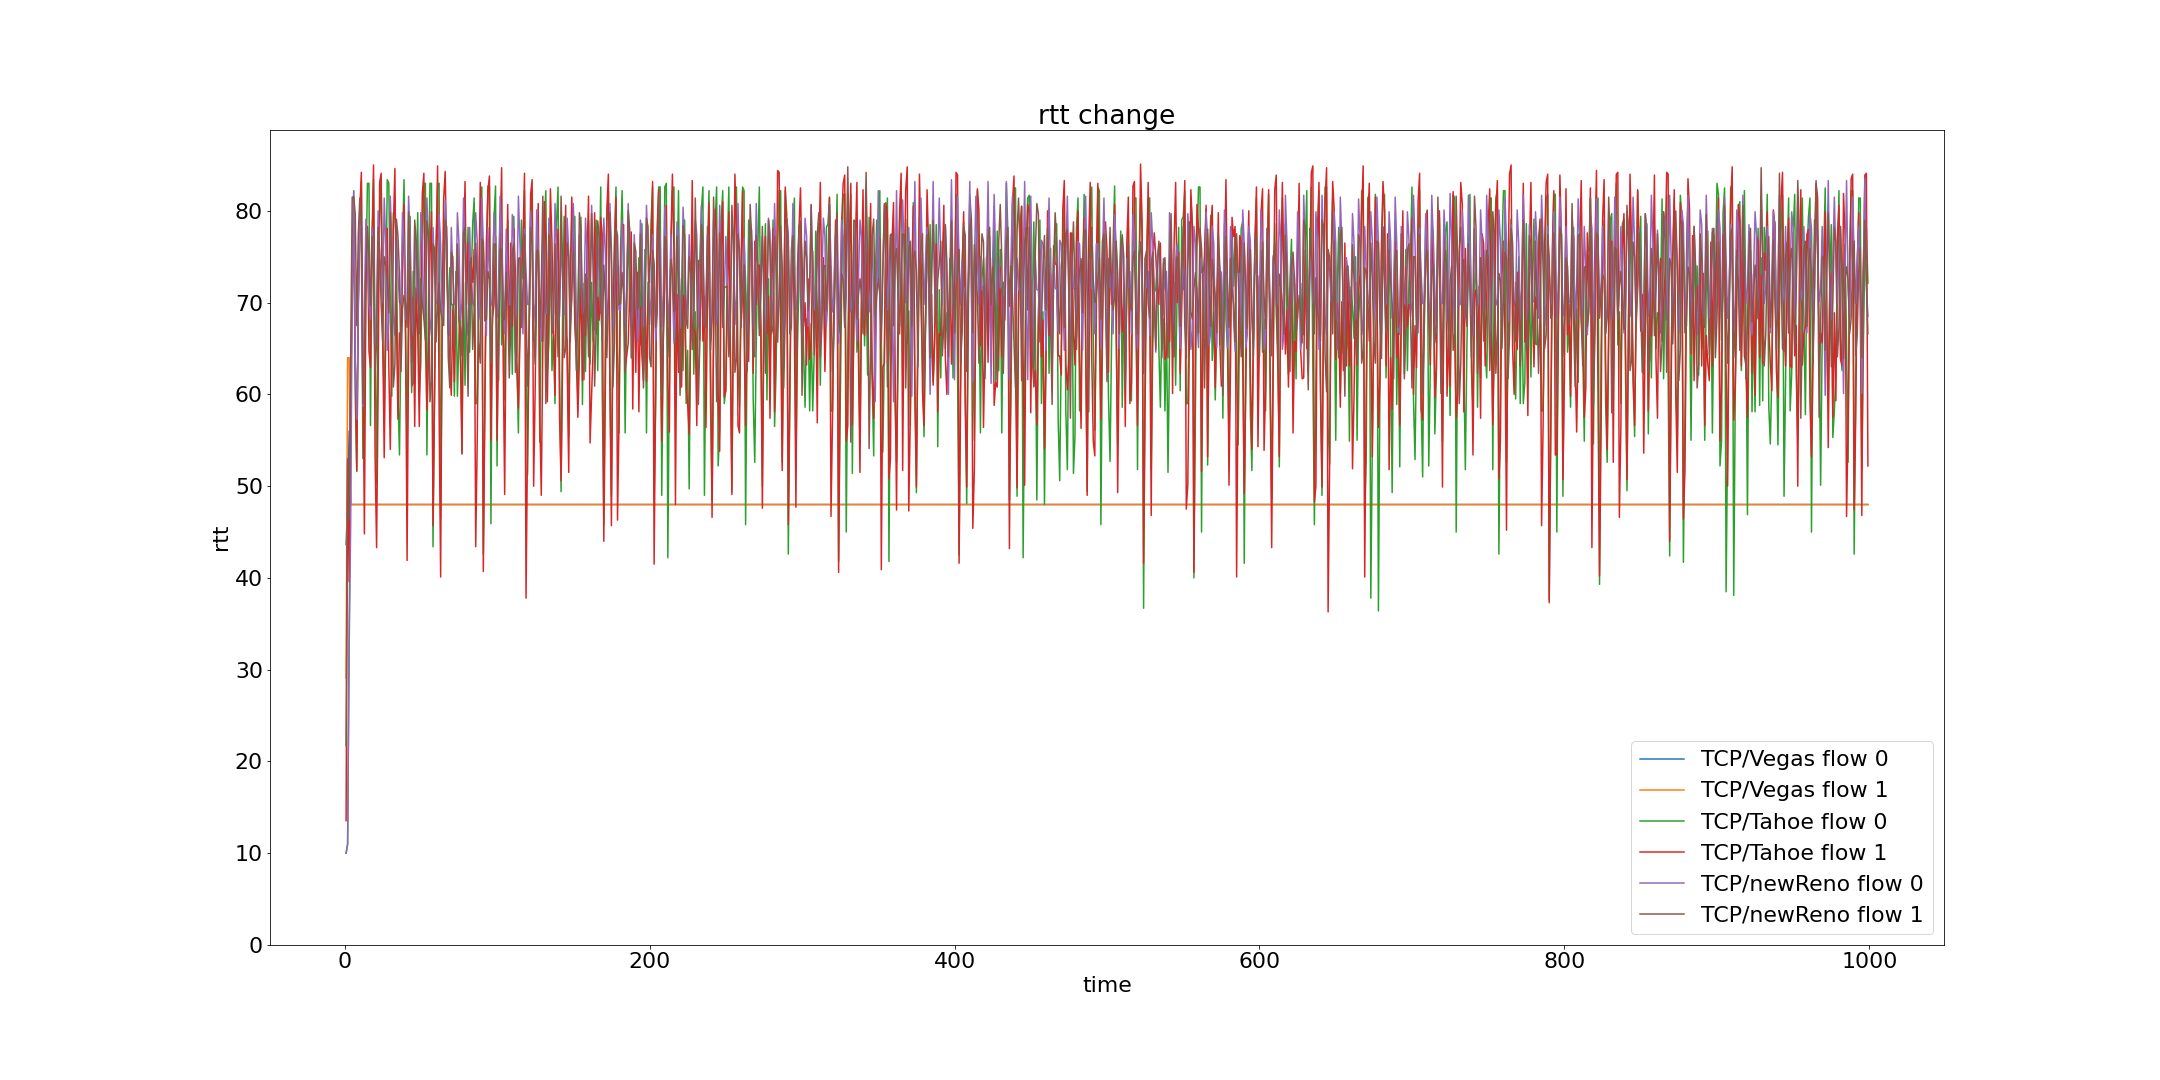 rtt change
80
70
60
50
40
30
20
10
0
rtt
0 200 400 600 800 1000
time
TCP/Vegas flow 0
TCP/Vegas flow 1
TCP/Tahoe flow 0
TCP/Tahoe flow 1
TCP/newReno flow 0
TCP/newReno flow 1